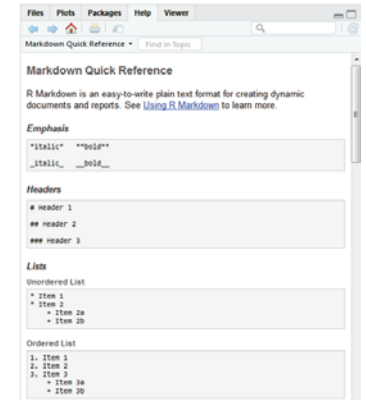 Files Plots Packages Help Viewer
Markdown Quick Reference Find in Topic
Markdown Quick Reference
R Markdown is an easy-to-write plain text format for creating dynamic
documents and reports. See Using R Markdown to learn more.
Emphasis
*italic* **bold**
_italic_ __bold__
Headers
# Header 1
## Header 2
### Header 3
Lists
Unordered List
* Item 1
* Item 2
+ Item 2a
+ Item 2b
Ordered List
1. Item 1
2. Item 2
3. Item 3
+ Item 3a
+ Item 3b